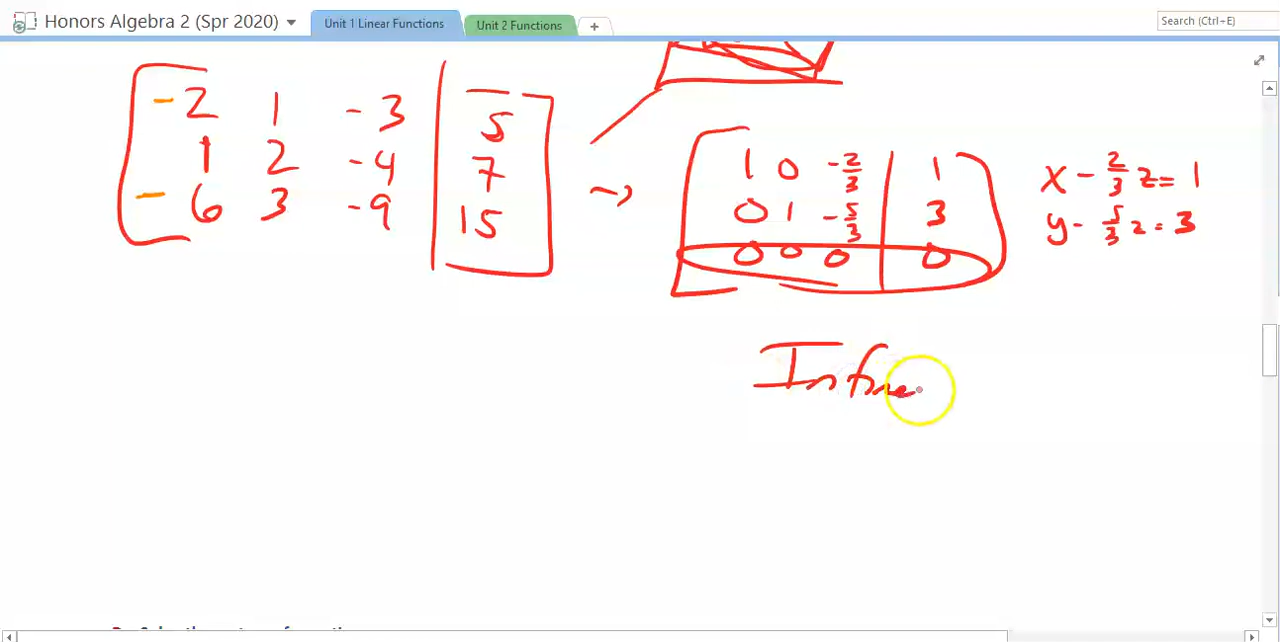 Honors Algebra 2 (Spr 2020)
Unit 1 Linear Functions
Unit 2 Functions
+
Search (Ctrl+E)
-2 1 -3 | 5
1 2 -4 | 7
-6 3 -9 | 15
→
1 0 -2/3 | 1
0 1 -5/3 | 3
0 0 0 | 0
x - 2/3 z = 1
y - 5/3 z = 3